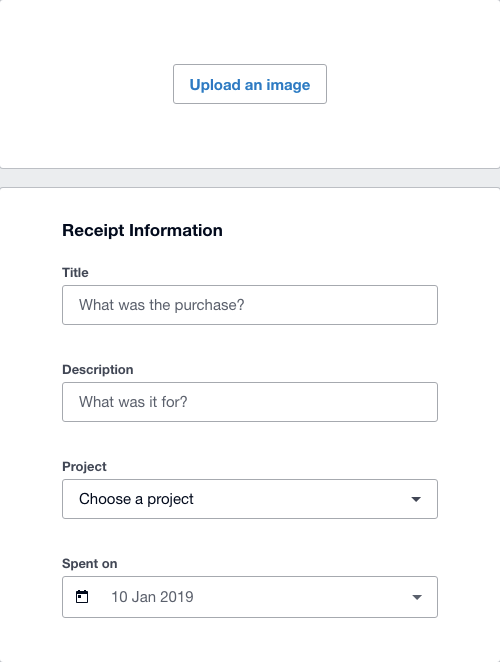 Upload an image
Receipt Information
Title
What was the purchase?
Description
What was it for?
Project
Choose a project
Spent on
10 Jan 2019